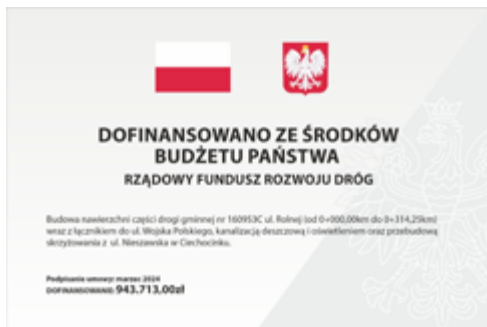 DOFINANSOWANO ZE ŚRODKÓW
BUDŻETU PAŃSTWA
RZĄDOWY FUNDUSZ ROZWOJU DRÓG
Budowa nawierzchni części drogi gminnej nr 160953C ul. Rolnej (od 0+000,00km do 0+314,25km)
wraz z łącznikiem do ul. Wojska Polskiego, kanalizacją deszczową i oświetleniem oraz przebudową
skrzyżowania z ul. Nieszawska w Ciechocinku.
Podpisanie umowy: marzec 2024
DOFINANSOWANIE: 943.713,00zł